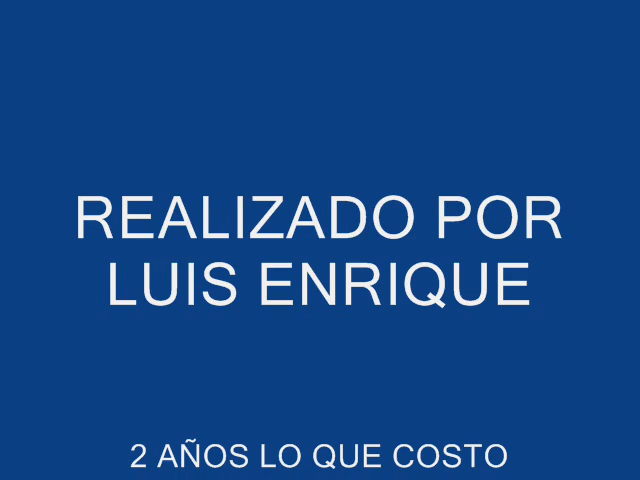 REALIZADO POR
LUIS ENRIQUE
2 AÑOS LO QUE COSTO